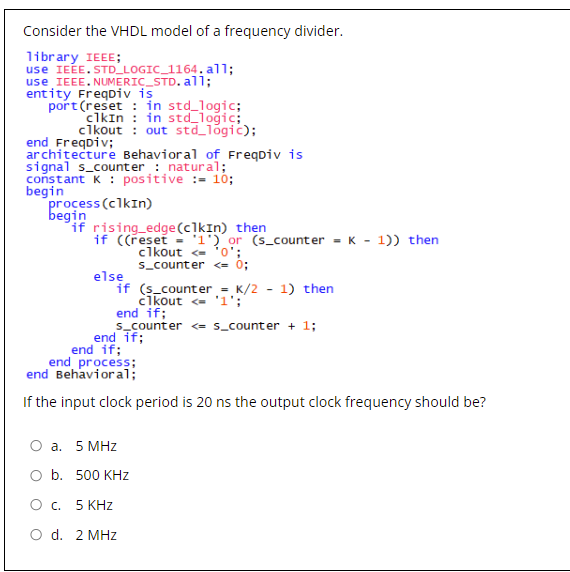 Consider the VHDL model of a frequency divider.
library IEEE;
use IEEE.STD_LOGIC_1164.all;
use IEEE.NUMERIC_STD.all;
entity FreqDiv is
port(reset : in std_logic;
clkIn : in std_logic;
clkOut : out std_logic);
end FreqDiv;
architecture Behavioral of FreqDiv is
signal s_counter : natural;
constant K : positive := 10;
begin
process(clkIn)
begin
if rising_edge(clkIn) then
if ((reset = '1') or (s_counter = K - 1)) then
clkOut <= '0';
s_counter <= 0;
else
if (s_counter = K/2 - 1) then
clkOut <= '1';
end if;
s_counter <= s_counter + 1;
end if;
end if;
end process;
end Behavioral;
If the input clock period is 20 ns the output clock frequency should be?
a. 5 MHz
b. 500 KHz
c. 5 KHz
d. 2 MHz